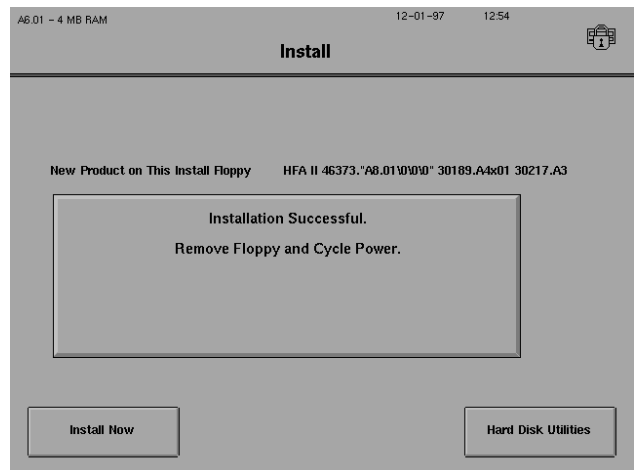 A6.01 - 4 MB RAM 12-01-97 12:54
Install
New Product on This Install Floppy HFA II 46373."A8.01\0\0\0" 30189.A4x01 30217.A3
Installation Successful.
Remove Floppy and Cycle Power.
Install Now Hard Disk Utilities